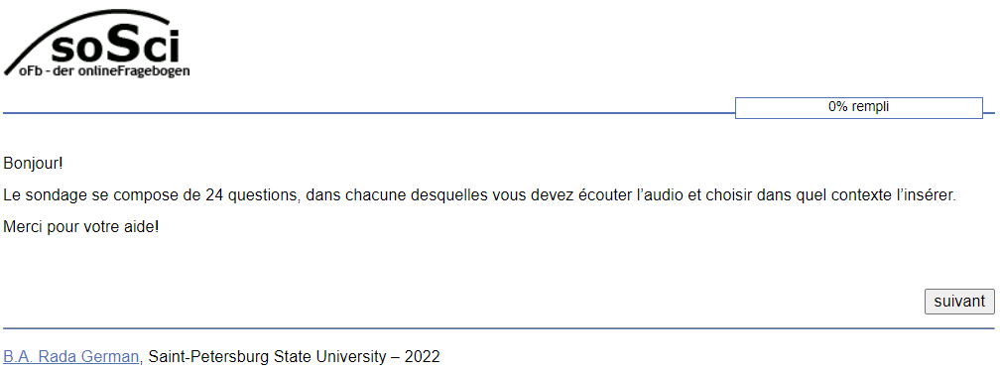 soSci
oFb - der onlineFragebogen
0% rempli
Bonjour!
Le sondage se compose de 24 questions, dans chacune desquelles vous devez écouter l’audio et choisir dans quel contexte l’insérer.
Merci pour votre aide!
suivant
B.A. Rada German, Saint-Petersburg State University – 2022